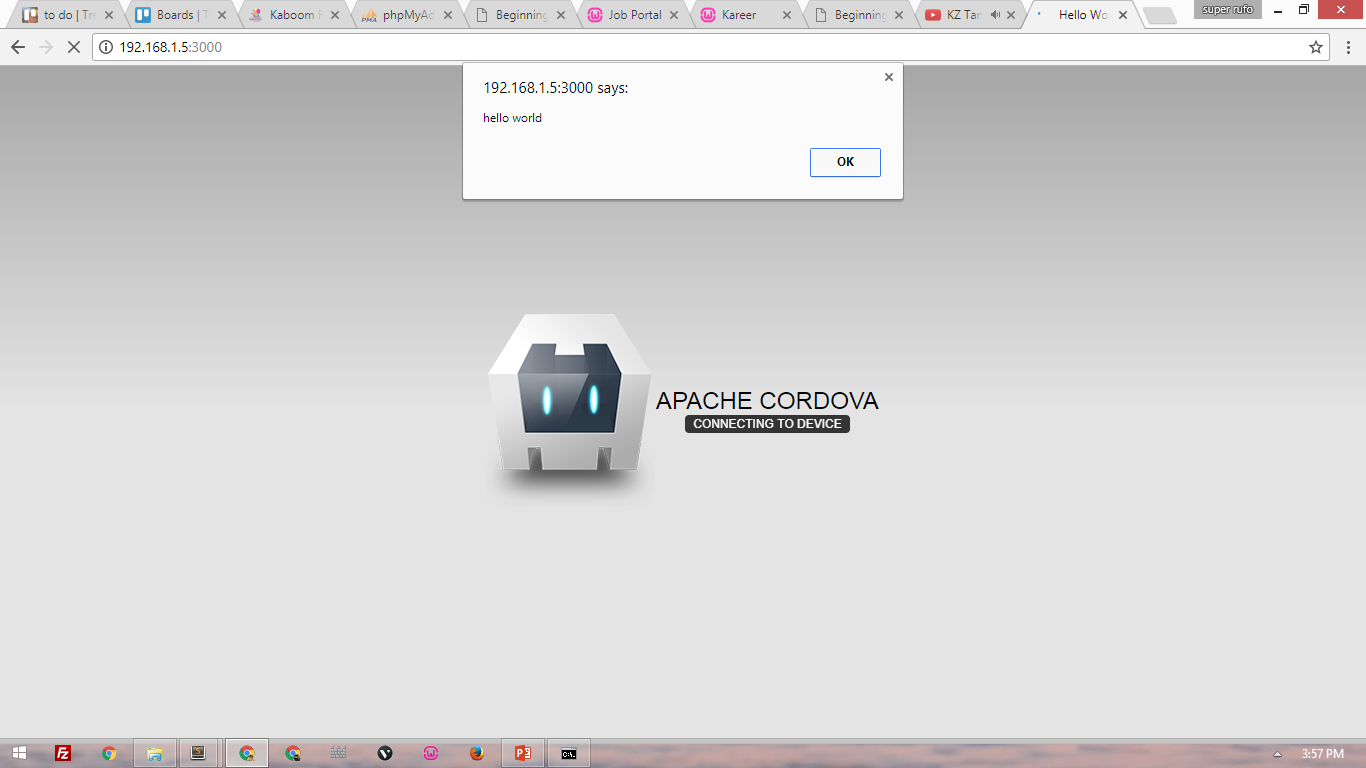 to do | Tr
Boards | T
Kaboom
phpMyAd
Beginning
Job Portal
Kareer
Beginning
KZ Tan
Hello Wo
super rufo
192.168.1.5:3000
192.168.1.5:3000 says:
hello world
OK
APACHE CORDOVA
CONNECTING TO DEVICE
3:57 PM